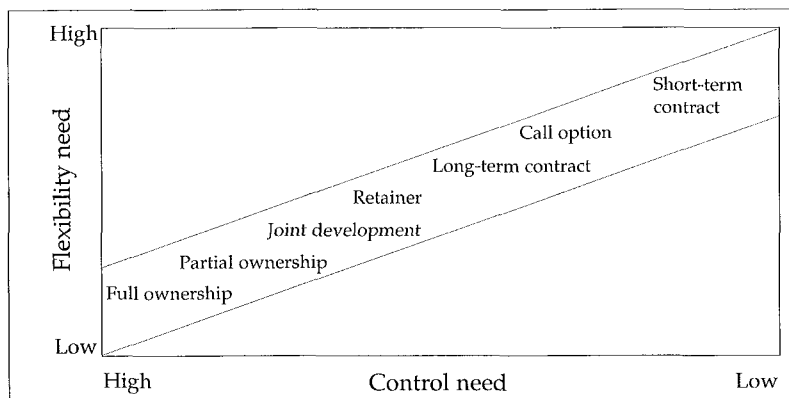 High
Short-term
contract
Call option
Long-term contract
Retainer
Joint development
Partial ownership
Full ownership
Flexibility need
Low
High
Control need
Low